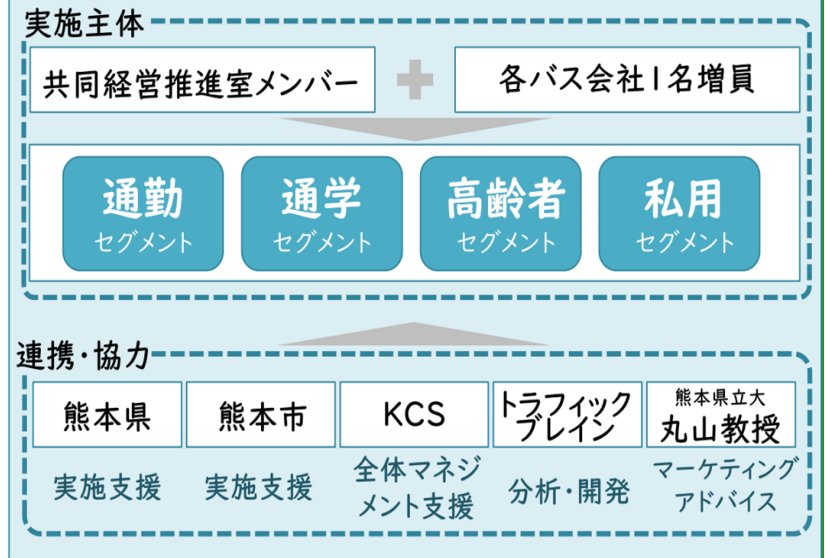 実施主体
共同経営推進室メンバー
各バス会社1名増員
通勤
セグメント
通学
セグメント
高齢者
セグメント
私用
セグメント
連携・協力
熊本県
実施支援
熊本市
実施支援
KCS
全体マネジ
メント支援
トラフィック
ブレイン
分析・開発
熊本県立大
丸山教授
マーケティング
アドバイス